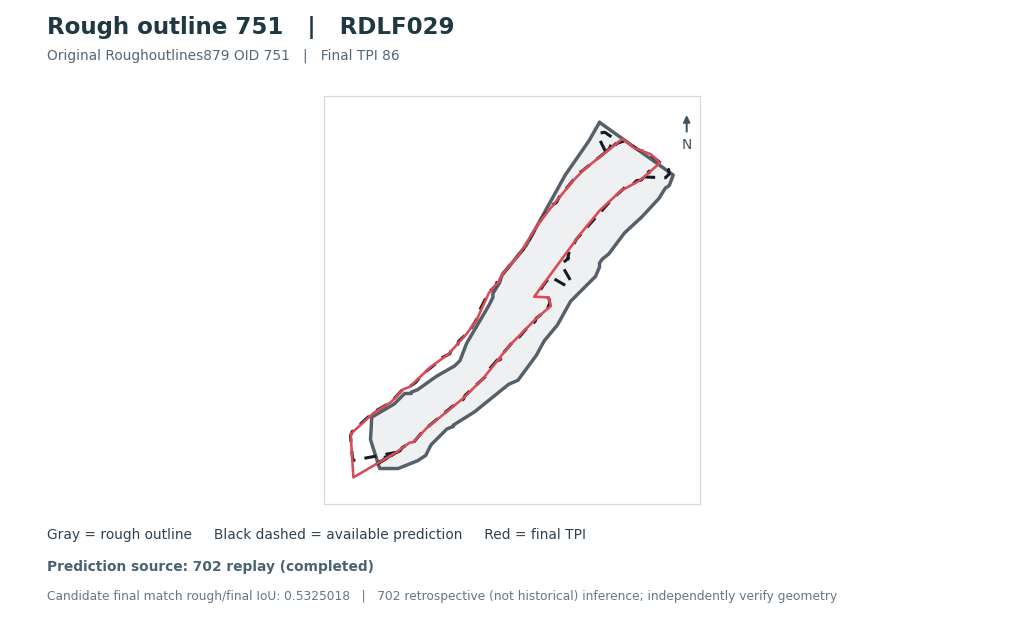 Rough outline 751   |   RDLF029
Original Roughoutlines879 OID 751   |   Final TPI 86
N
Gray = rough outline     Black dashed = available prediction     Red = final TPI
Prediction source: 702 replay (completed)
Candidate final match rough/final IoU: 0.5325018   |   702 retrospective (not historical) inference; independently verify geometry